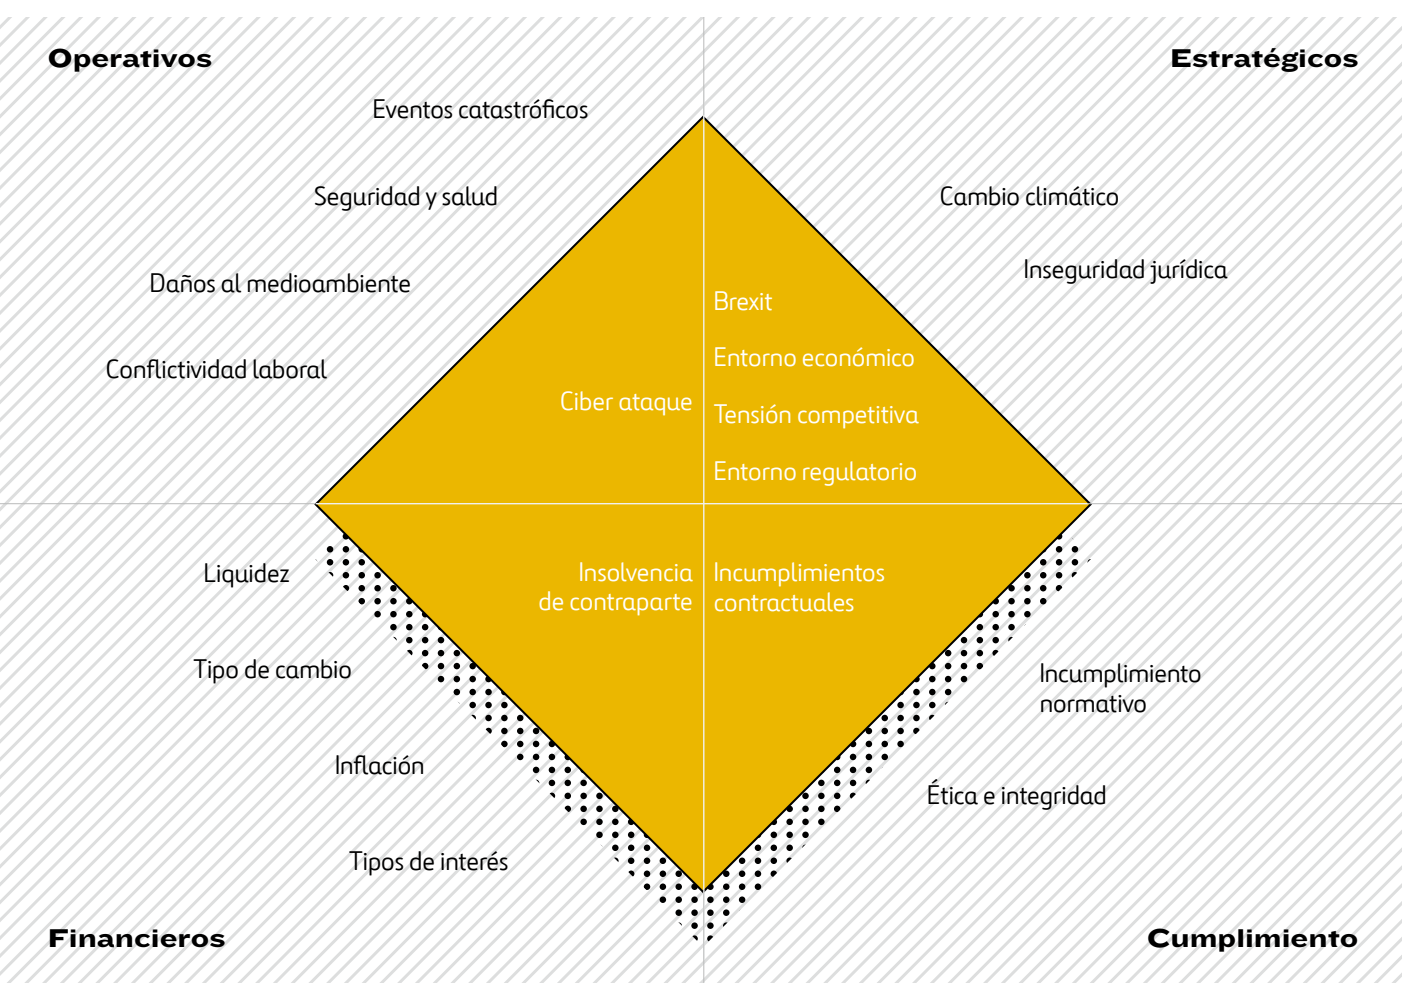 Operativos
Estratégicos
Eventos catastróficos
Seguridad y salud
Daños al medioambiente
Conflictividad laboral
Ciber ataque
Cambio climático
Inseguridad jurídica
Brexit
Entorno económico
Tensión competitiva
Entorno regulatorio
Liquidez
Tipo de cambio
Inflación
Tipos de interés
Insolvencia
de contraparte
Incumplimientos
contractuales
Incumplimiento
normativo
Ética e integridad
Financieros
Cumplimiento